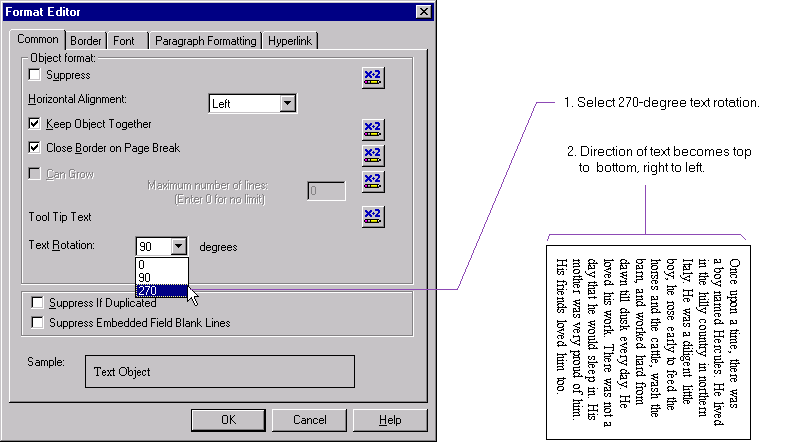 Format Editor
Common
Border
Font
Paragraph Formatting
Hyperlink
Object format:
Suppress
X+2
Horizontal Alignment:
Left
Keep Object Together
X+2
Close Border on Page Break
X+2
Can Grow
X+2
Maximum number of lines:
(Enter 0 for no limit)
0
Tool Tip Text
X+2
Text Rotation:
90
degrees
0
90
270
Suppress If Duplicated
Suppress Embedded Field Blank Lines
Sample:
Text Object
OK
Cancel
Help
1. Select 270-degree text rotation.
2. Direction of text becomes top
to bottom, right to left.
Once upon a time, there was
a boy named Hercules. He lived
in the hilly country in northern
Italy. He was a diligent little
boy, he rose early to feed the
horses and the cattle, wash the
barn, and worked hard from
dawn till dusk every day. He
loved his work. There was not a
day that he would sleep in. His
mother was very proud of him.
His friends loved him too.